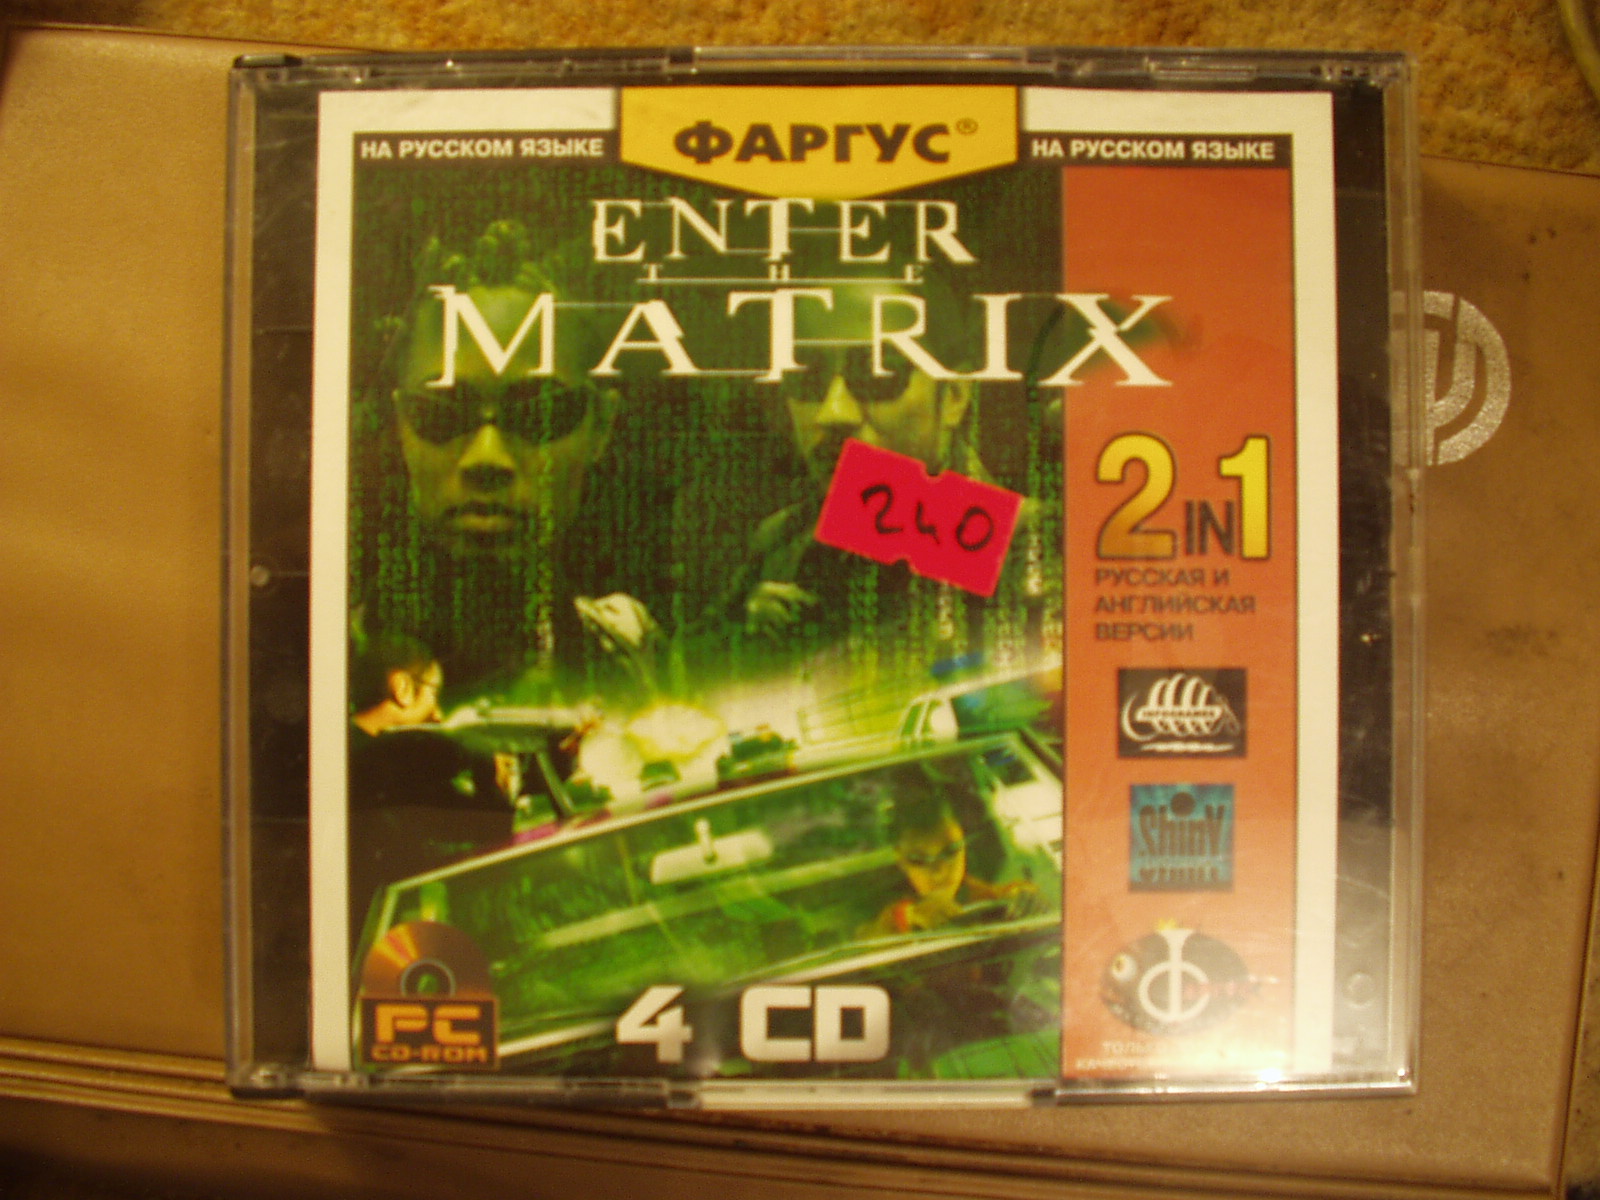 ФАРГУС®
НА РУССКОМ ЯЗЫКЕ
НА РУССКОМ ЯЗЫКЕ
ENTER
THE
MATRIX
240
2 IN 1
РУССКАЯ И
АНГЛИЙСКАЯ
ВЕРСИИ
Shiny
PC
CD-ROM
4 CD